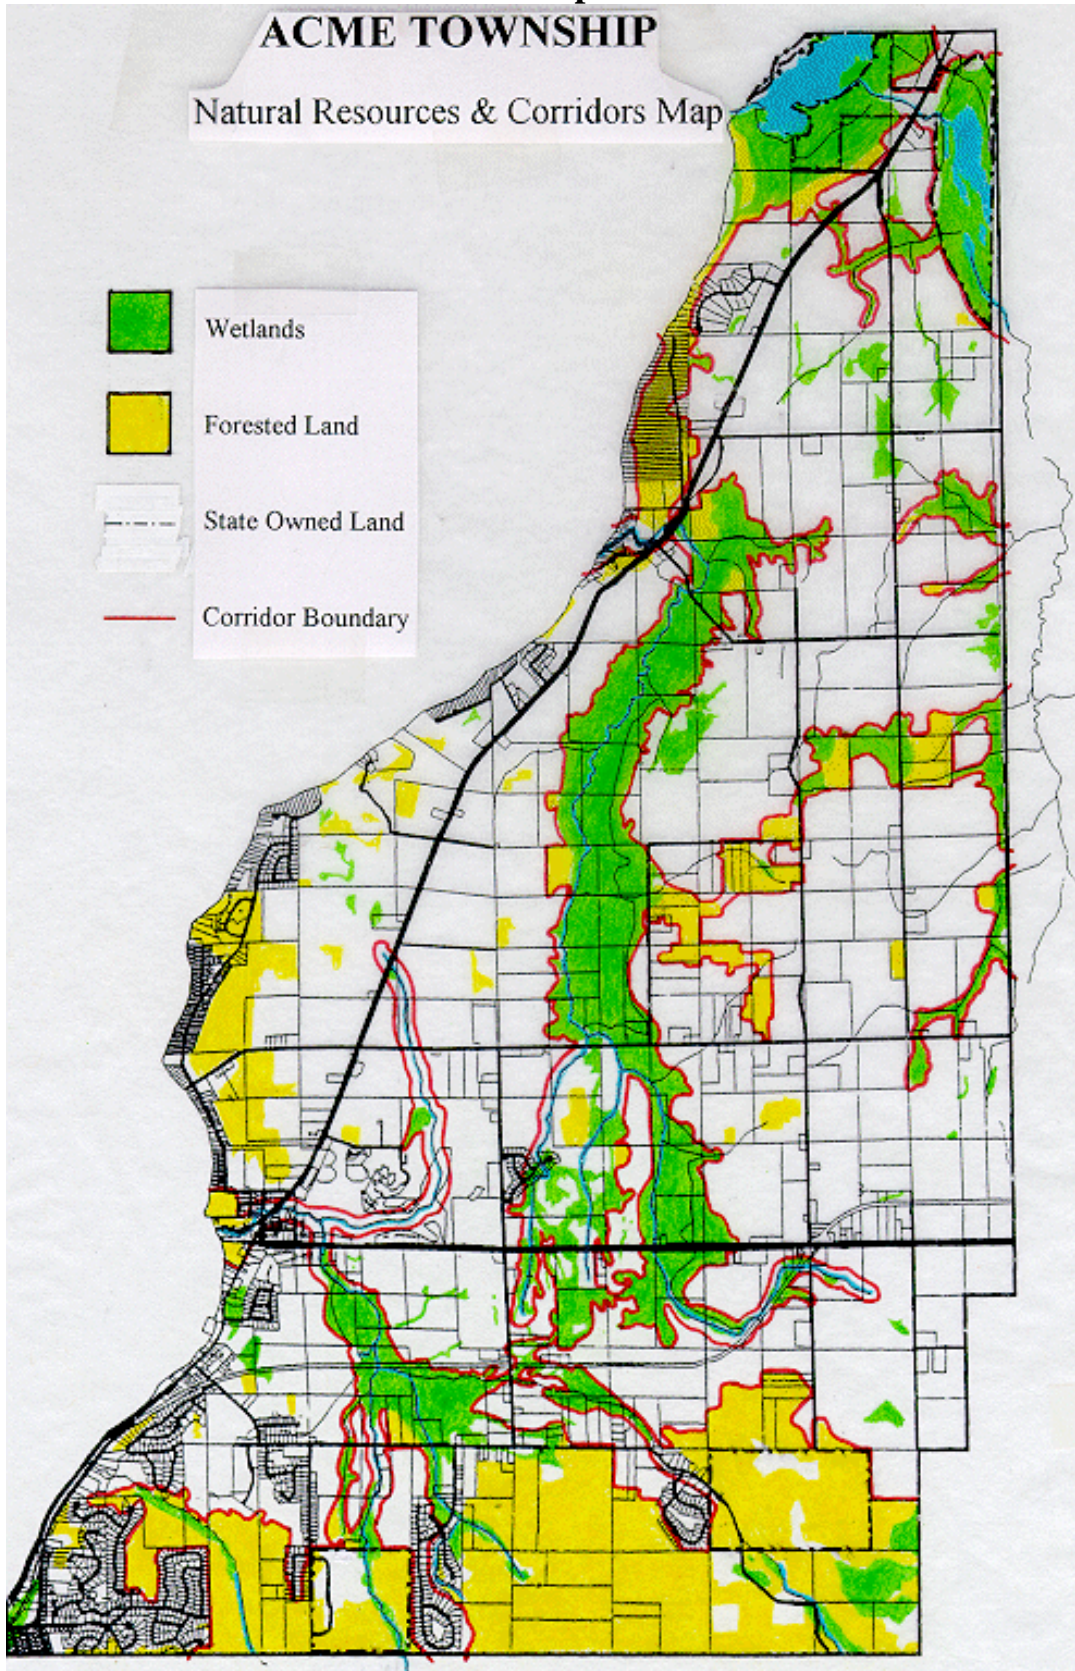 ACME TOWNSHIP
Natural Resources & Corridors Map
Wetlands
Forested Land
State Owned Land
Corridor Boundary